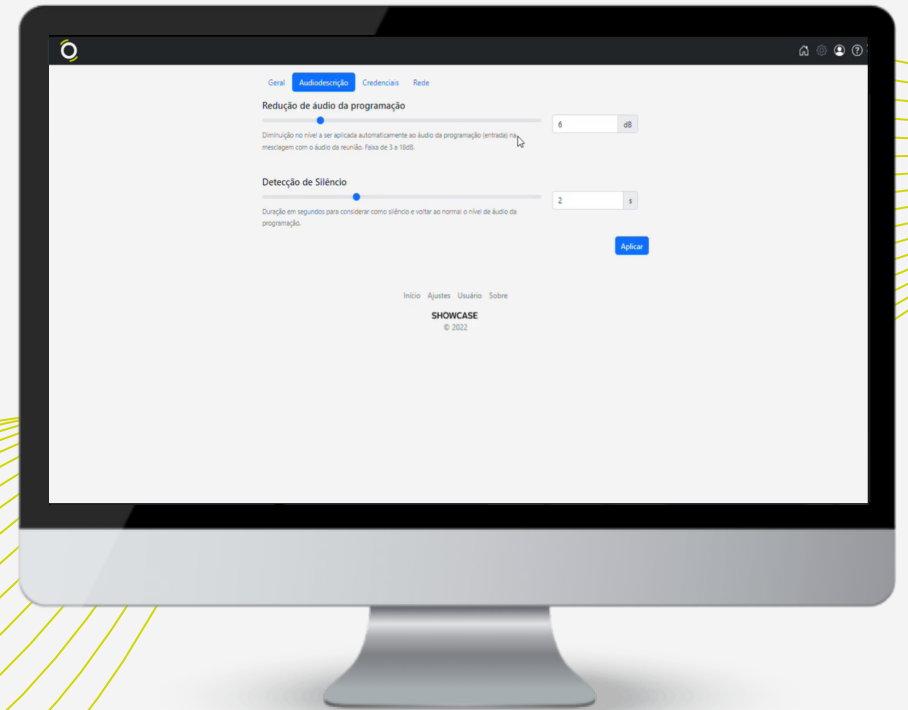 Geral Audiodescrição Credenciais Rede
Redução de áudio da programação
6 dB
Diminuição no nível a ser aplicada automaticamente ao áudio da programação (entrada) na
mesclagem com o áudio da reunião. Faixa de 3 a 18dB.
Detecção de Silêncio
2 s
Duração em segundos para considerar como silêncio e voltar ao normal o nível de áudio da
programação.
Aplicar
Início Ajustes Usuário Sobre
SHOWCASE
© 2022